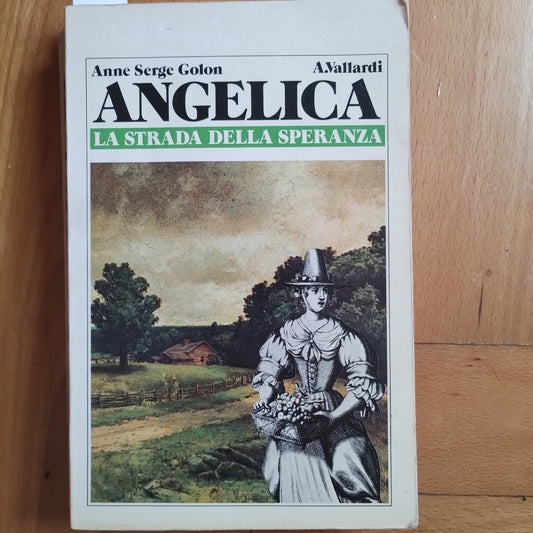 Anne Serge Golon A.Vallardi
ANGELICA
LA STRADA DELLA SPERANZA